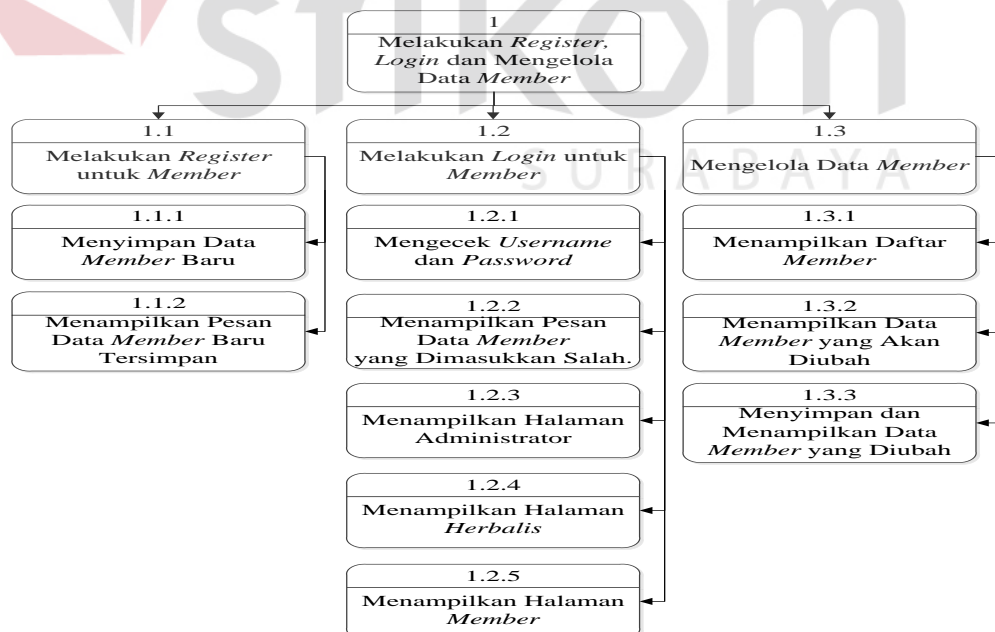 stikom
SURABAYA
1
Melakukan Register,
Login dan Mengelola
Data Member
1.1
Melakukan Register
untuk Member
1.1.1
Menyimpan Data
Member Baru
1.1.2
Menampilkan Pesan
Data Member Baru
Tersimpan
1.2
Melakukan Login untuk
Member
1.2.1
Mengecek Username
dan Password
1.2.2
Menampilkan Pesan
Data Member
yang Dimasukkan Salah.
1.2.3
Menampilkan Halaman
Administrator
1.2.4
Menampilkan Halaman
Herbalis
1.2.5
Menampilkan Halaman
Member
1.3
Mengelola Data Member
1.3.1
Menampilkan Daftar
Member
1.3.2
Menampilkan Data
Member yang Akan
Diubah
1.3.3
Menyimpan dan
Menampilkan Data
Member yang Diubah